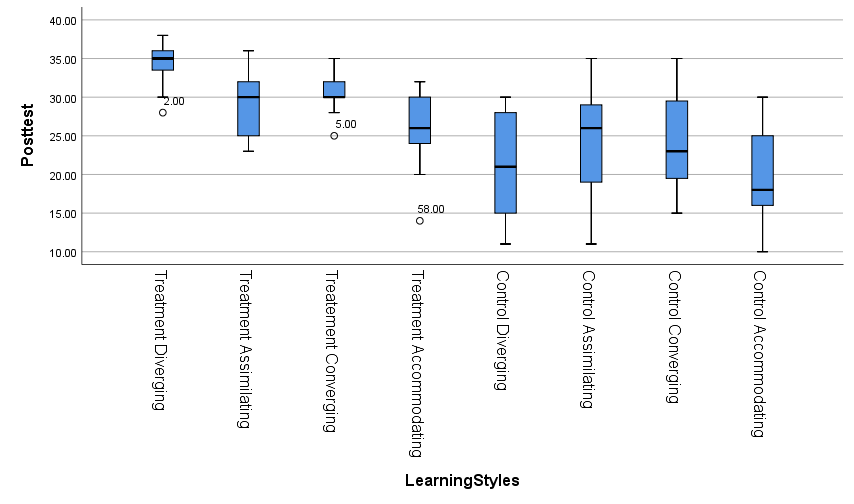 40.00
35.00
30.00
25.00
20.00
15.00
10.00
Posttest
2.00
5.00
58.00
Treatment Diverging
Treatment Assimilating
Treatement Converging
Treatment Accommodating
Control Diverging
Control Assimilating
Control Converging
Control Accommodating
LearningStyles